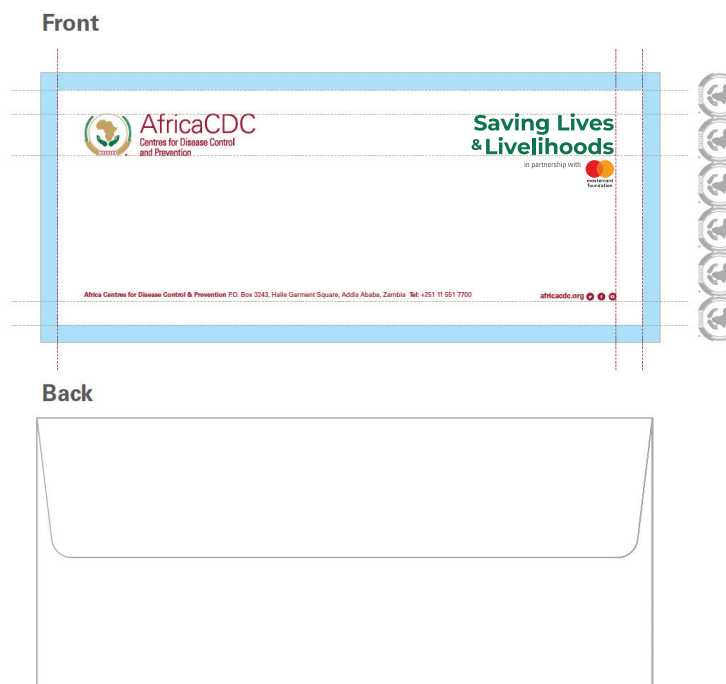 Front
AfricaCDC
Centres for Disease Control
and Prevention
Saving Lives
& Livelihoods
in partnership with
mastercard
foundation
Africa Centres for Disease Control & Prevention P.O. Box 3243, Haile Garment Square, Addis Ababa, Zambia Tel: +251 11 551 7700
africacdc.org
Back